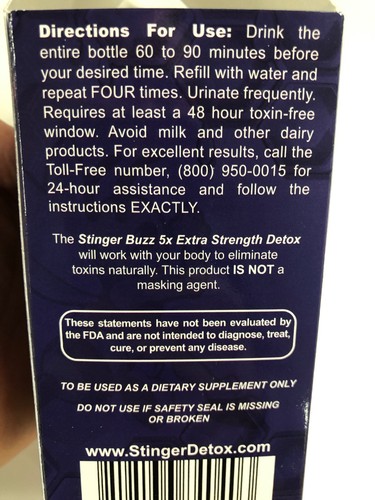 Directions For Use: Drink the
entire bottle 60 to 90 minutes before
your desired time. Refill with water and
repeat FOUR times. Urinate frequently.
Requires at least a 48 hour toxin-free
window. Avoid milk and other dairy
products. For excellent results, call the
Toll-Free number, (800) 950-0015 for
24-hour assistance and follow the
instructions EXACTLY.
The Stinger Buzz 5x Extra Strength Detox
will work with your body to eliminate
toxins naturally. This product IS NOT a
masking agent.
These statements have not been evaluated by
the FDA and are not intended to diagnose, treat,
cure, or prevent any disease.
TO BE USED AS A DIETARY SUPPLEMENT ONLY
DO NOT USE IF SAFETY SEAL IS MISSING
OR BROKEN
www.StingerDetox.com